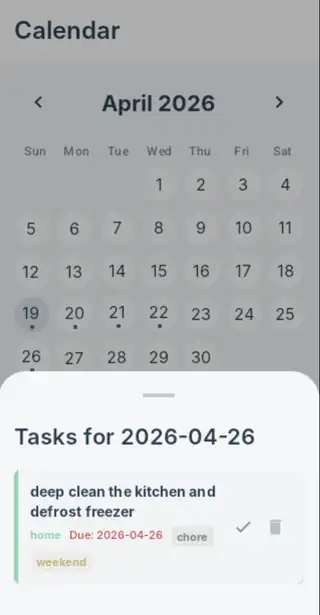 Calendar
April 2026
Sun Mon Tue Wed Thu Fri Sat
1 2 3 4
5 6 7 8 9 10 11
12 13 14 15 16 17 18
19 20 21 22 23 24 25
26 27 28 29 30
Tasks for 2026-04-26
deep clean the kitchen and
defrost freezer
home Due: 2026-04-26 chore
weekend